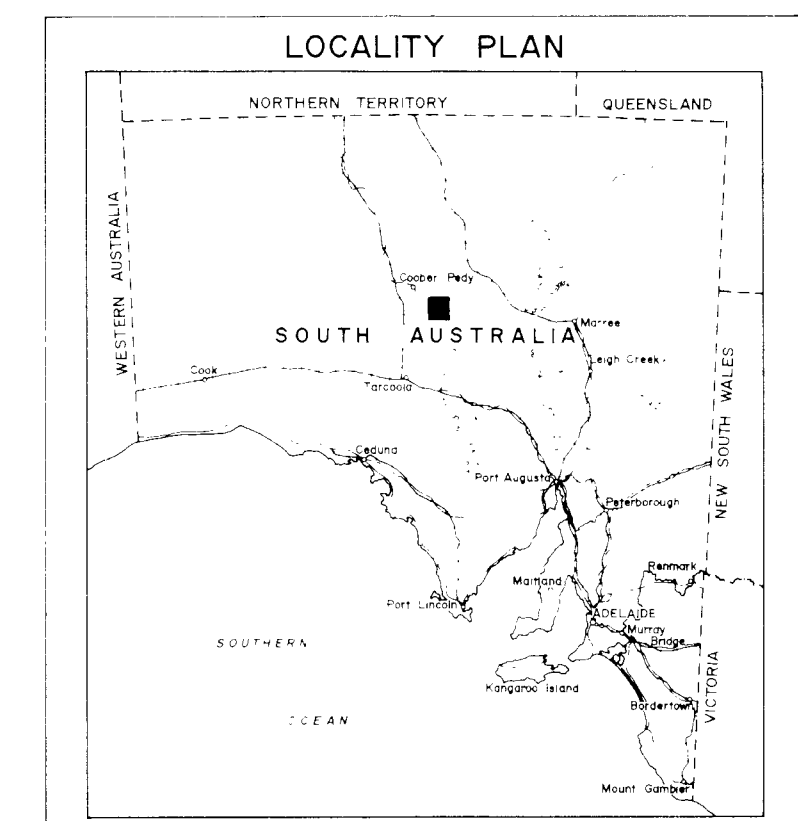 LOCALITY PLAN
NORTHERN TERRITORY
QUEENSLAND
WESTERN AUSTRALIA
Coober Pedy
SOUTH AUSTRALIA
Marree
Leigh Creek
Cook
Tarcoola
NEW SOUTH WALES
Ceduna
Port Augusta
Peterborough
Renmark
Maitland
Port Lincoln
ADELAIDE
Murray
Bridge
SOUTHERN
VICTORIA
Kangaroo Island
Bordertown
OCEAN
Mount Gambier